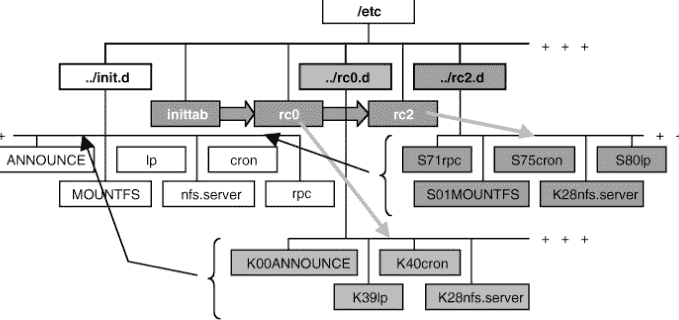 /etc
+ + +
../init.d
../rc0.d
../rc2.d
inittab
rc0
rc2
+
+ +
ANNOUNCE
lp
cron
S71rpc
S75cron
S80lp
MOUNTFS
nfs.server
rpc
S01MOUNTFS
K28nfs.server
+ + +
K00ANNOUNCE
K40cron
K39lp
K28nfs.server